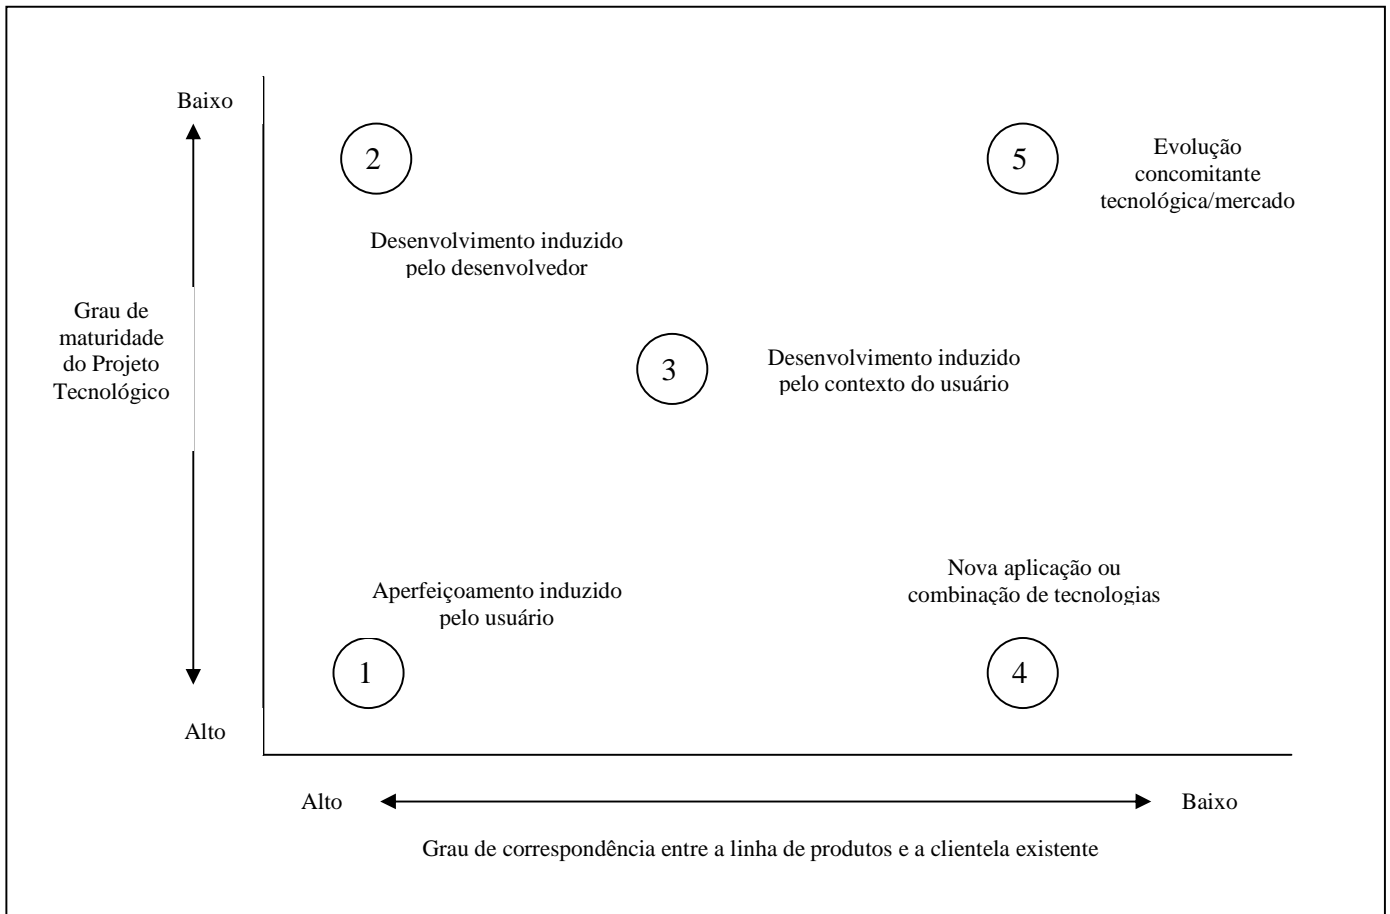 Baixo
2
5
Evolução
concomitante
tecnológica/mercado
Desenvolvimento induzido
pelo desenvolvedor
Grau de
maturidade
do Projeto
Tecnológico
3
Desenvolvimento induzido
pelo contexto do usuário
Nova aplicação ou
combinação de tecnologias
Aperfeiçoamento induzido
pelo usuário
1
4
Alto
Alto
Baixo
Grau de correspondência entre a linha de produtos e a clientela existente